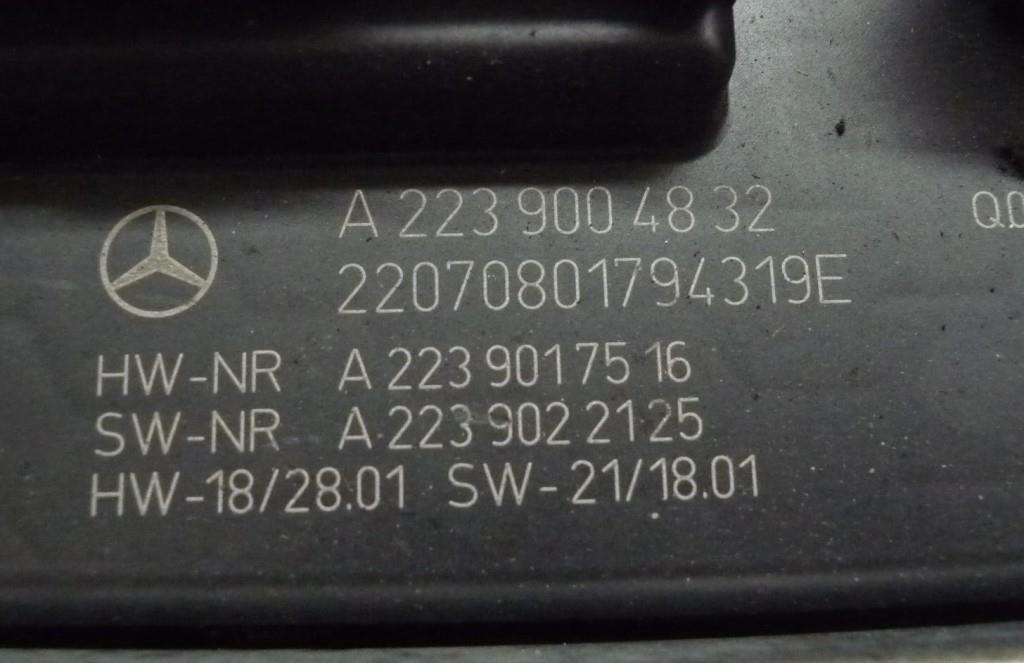 A 223 900 48 32
22070801794319E
HW-NR A 223 901 75 16
SW-NR A 223 902 21 25
HW-18/28.01 SW-21/18.01